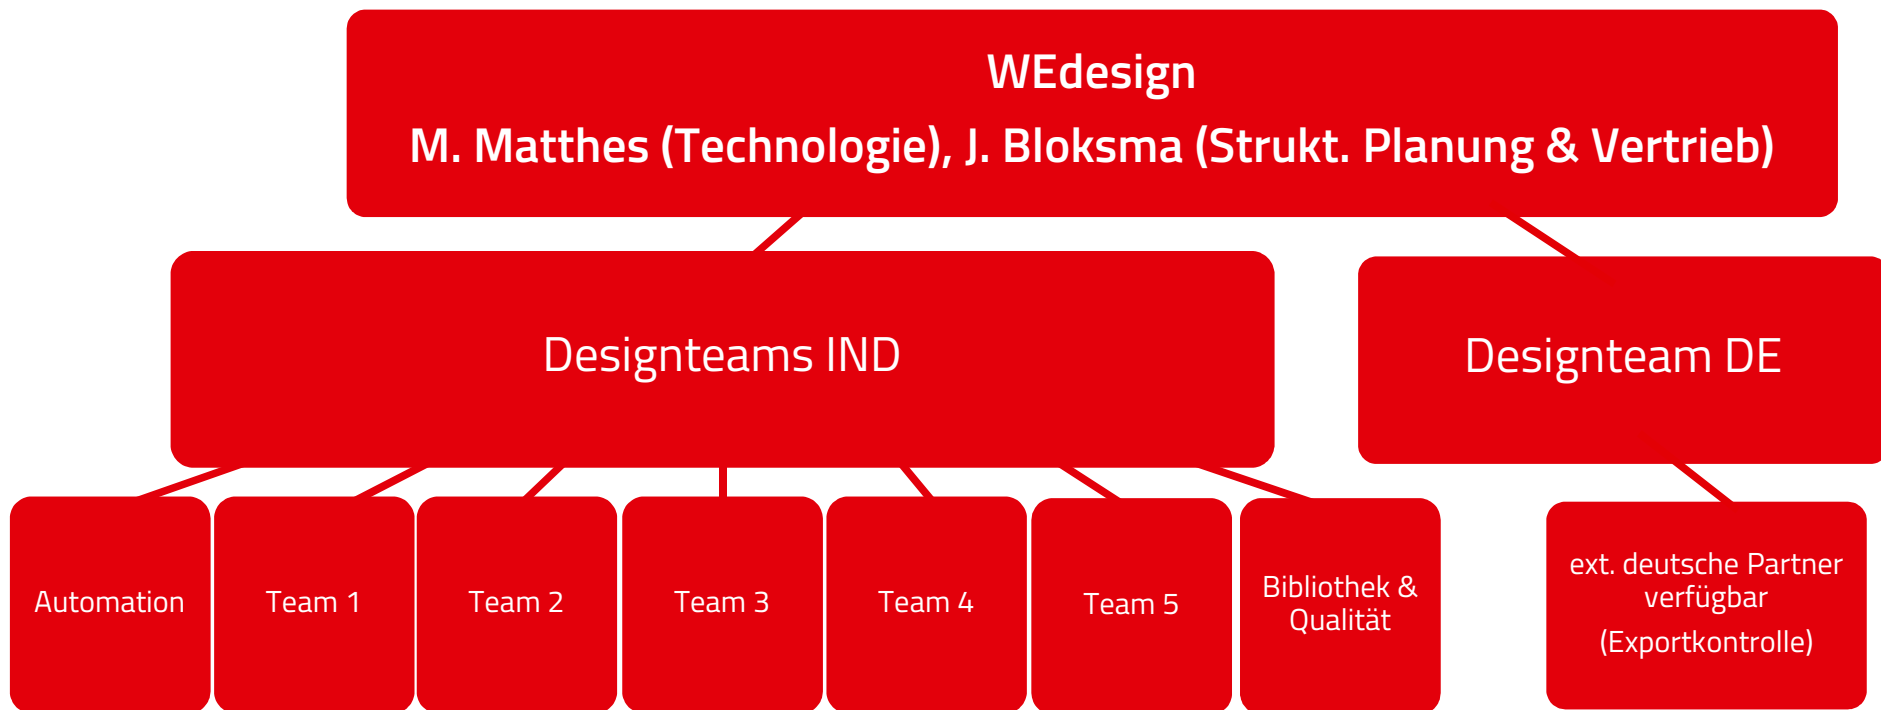 WEdesign
M. Matthes (Technologie), J. Bloksma (Strukt. Planung & Vertrieb)
Designteams IND
Designteam DE
Automation
Team 1
Team 2
Team 3
Team 4
Team 5
Bibliothek &
Qualität
ext. deutsche Partner
verfügbar
(Exportkontrolle)